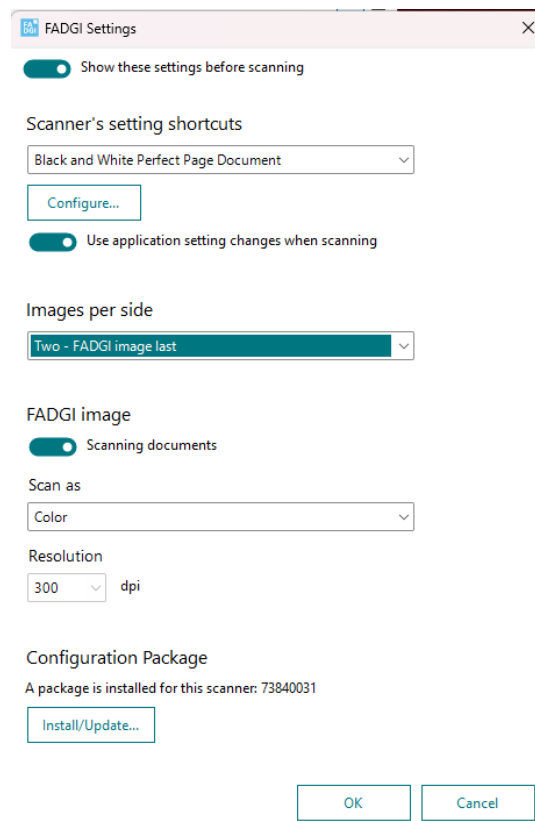 FADGI
FADGI Settings
Show these settings before scanning
Scanner's setting shortcuts
Black and White Perfect Page Document
Configure...
Use application setting changes when scanning
Images per side
Two - FADGI image last
FADGI image
Scanning documents
Scan as
Color
Resolution
300 dpi
Configuration Package
A package is installed for this scanner: 73840031
Install/Update...
OK Cancel